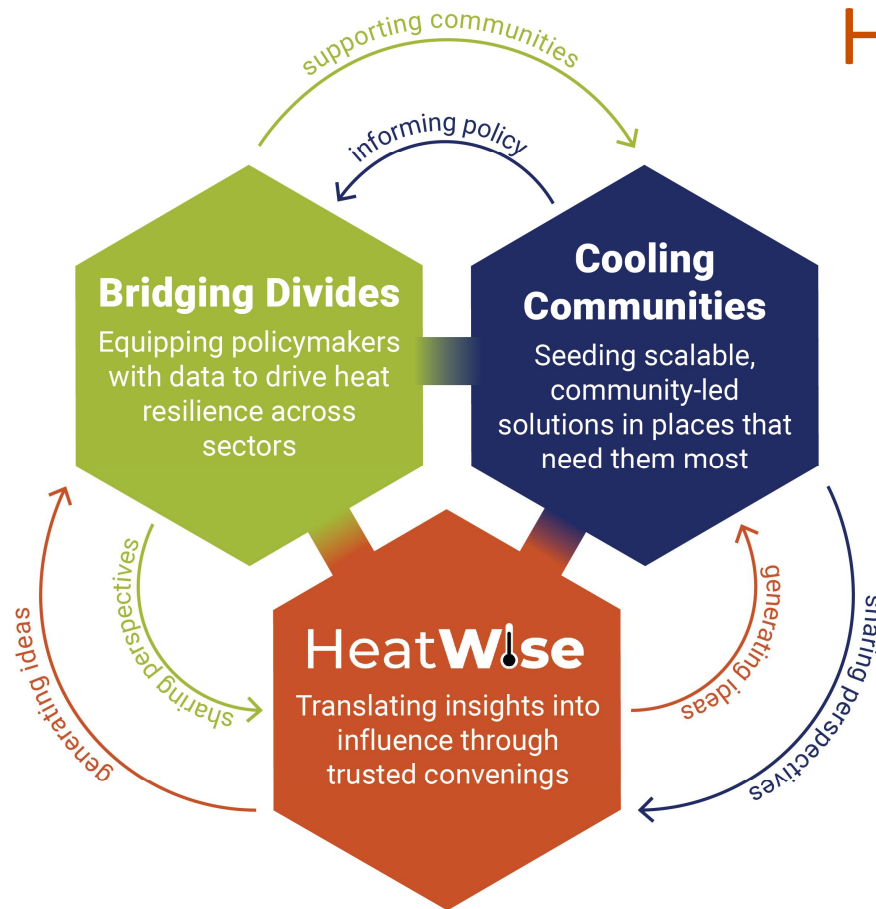 supporting communities
informing policy
H
Bridging Divides
Equipping policymakers
with data to drive heat
resilience across
sectors
Cooling
Communities
Seeding scalable,
community-led
solutions in places that
need them most
generating ideas
sharing perspectives
HeatWise
Translating insights into
influence through
trusted convenings
generating ideas
sharing perspectives